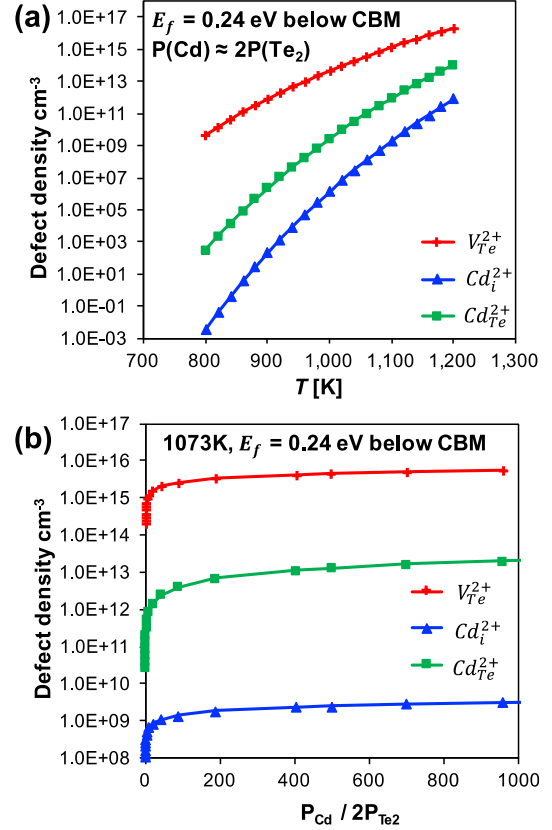 (a)
E_f = 0.24 eV below CBM
P(Cd) ≈ 2P(Te₂)
Defect density cm⁻³
1.0E+17
1.0E+15
1.0E+13
1.0E+11
1.0E+09
1.0E+07
1.0E+05
1.0E+03
1.0E+01
1.0E−01
1.0E−03
V_Te^2+
Cd_i^2+
Cd_Te^2+
700 800 900 1,000 1,100 1,200 1,300
T [K]
(b)
1073K, E_f = 0.24 eV below CBM
Defect density cm⁻³
1.0E+17
1.0E+16
1.0E+15
1.0E+14
1.0E+13
1.0E+12
1.0E+11
1.0E+10
1.0E+09
1.0E+08
V_Te^2+
Cd_i^2+
Cd_Te^2+
0 200 400 600 800 1000
P_Cd / 2P_Te2